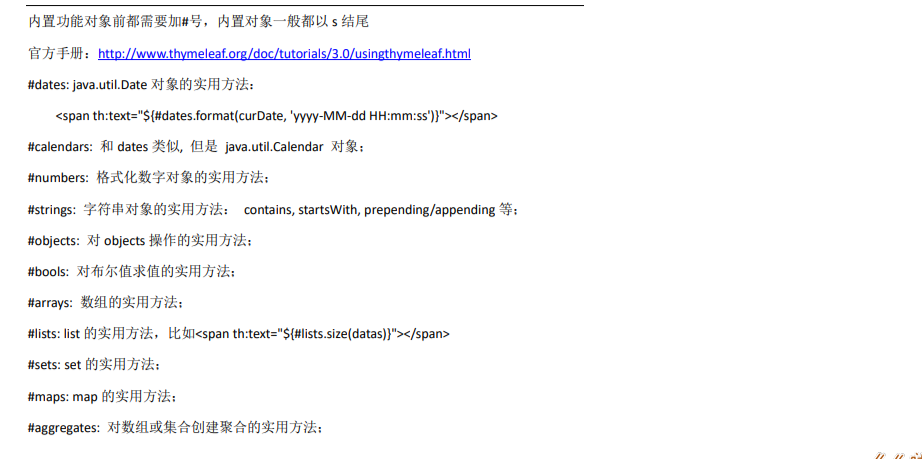 内置功能对象前都需要加#号，内置对象一般都以 s 结尾
官方手册：http://www.thymeleaf.org/doc/tutorials/3.0/usingthymeleaf.html
#dates: java.util.Date 对象的实用方法；
<span th:text="${#dates.format(curDate, 'yyyy-MM-dd HH:mm:ss')}"></span>
#calendars: 和 dates 类似, 但是 java.util.Calendar 对象；
#numbers: 格式化数字对象的实用方法；
#strings: 字符串对象的实用方法： contains, startsWith, prepending/appending 等；
#objects: 对 objects 操作的实用方法；
#bools: 对布尔值求值的实用方法；
#arrays: 数组的实用方法；
#lists: list 的实用方法，比如<span th:text="${#lists.size(datas)}"></span>
#sets: set 的实用方法；
#maps: map 的实用方法；
#aggregates: 对数组或集合创建聚合的实用方法；